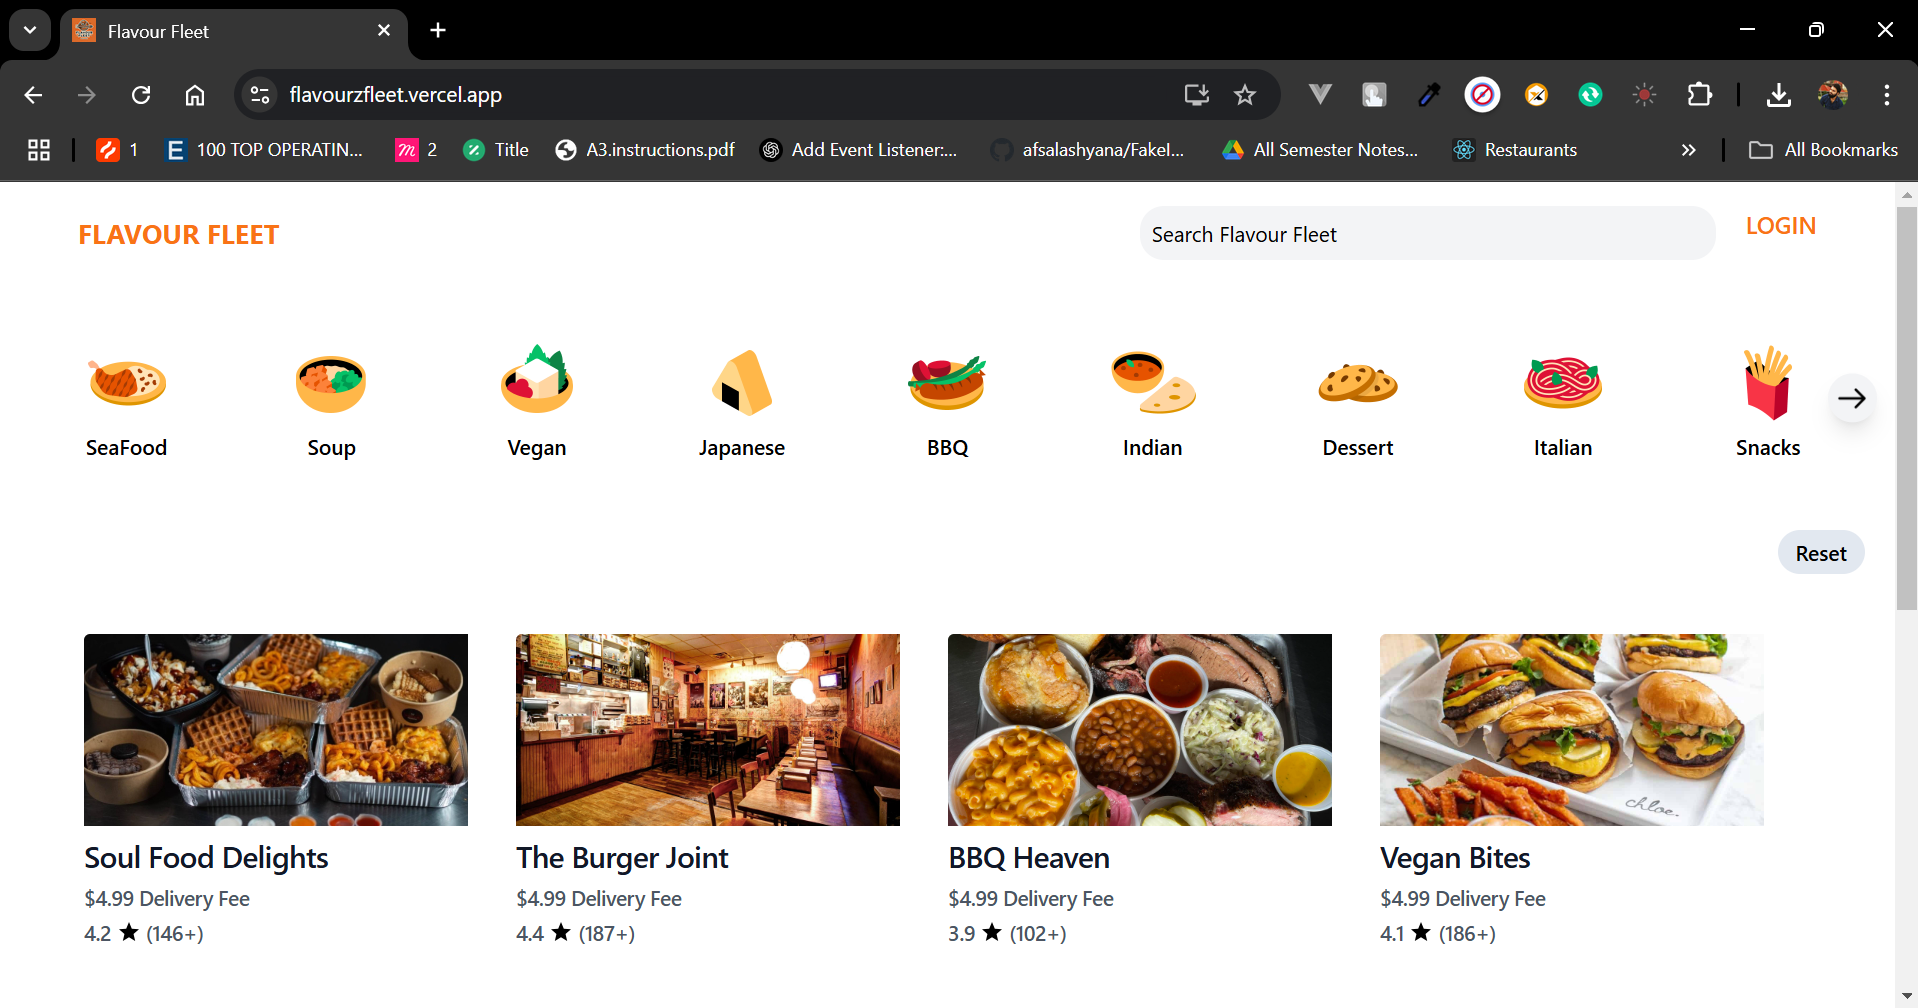 Flavour Fleet
flavourzfleet.vercel.app
1
E 100 TOP OPERATIN...
m 2
Title
A3.instructions.pdf
Add Event Listener:...
afsalashyana/FakeI...
All Semester Notes...
Restaurants
All Bookmarks
FLAVOUR FLEET
Search Flavour Fleet
LOGIN
SeaFood
Soup
Vegan
Japanese
BBQ
Indian
Dessert
Italian
Snacks
Reset
chloe.
Soul Food Delights
$4.99 Delivery Fee
4.2 ★ (146+)
The Burger Joint
$4.99 Delivery Fee
4.4 ★ (187+)
BBQ Heaven
$4.99 Delivery Fee
3.9 ★ (102+)
Vegan Bites
$4.99 Delivery Fee
4.1 ★ (186+)